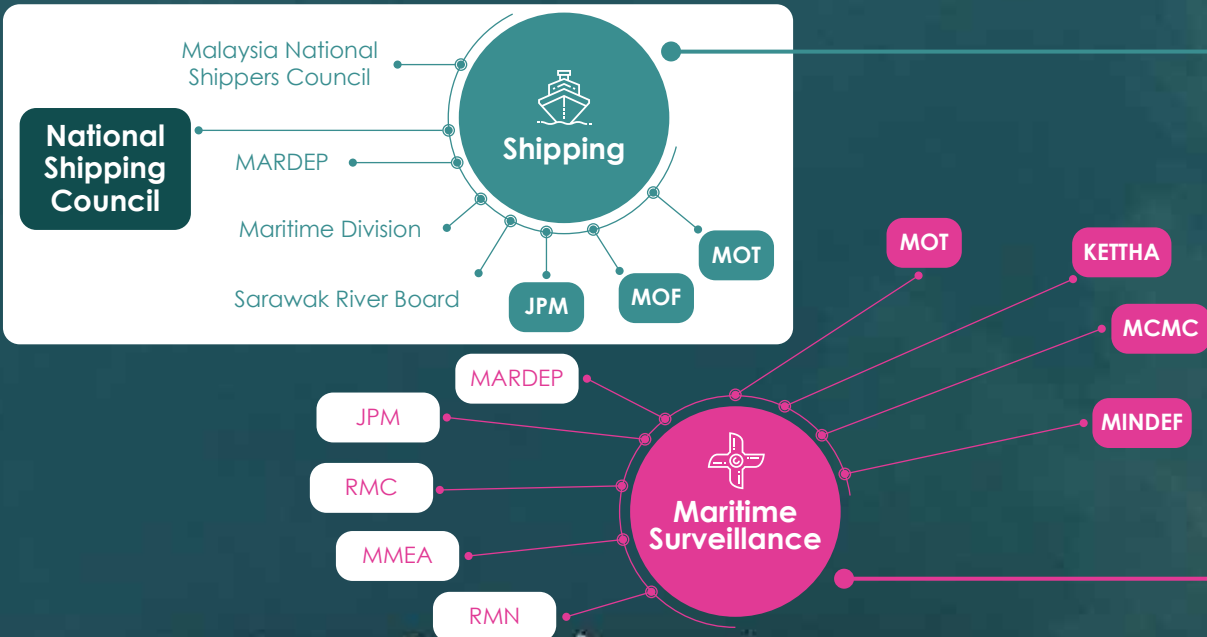 Malaysia National
Shippers Council
National
Shipping
Council
MARDEP
Maritime Division
Sarawak River Board
JPM
MOF
MOT
Shipping
MOT
KETTHA
MCMC
MINDEF
MARDEP
JPM
RMC
MMEA
RMN
Maritime
Surveillance